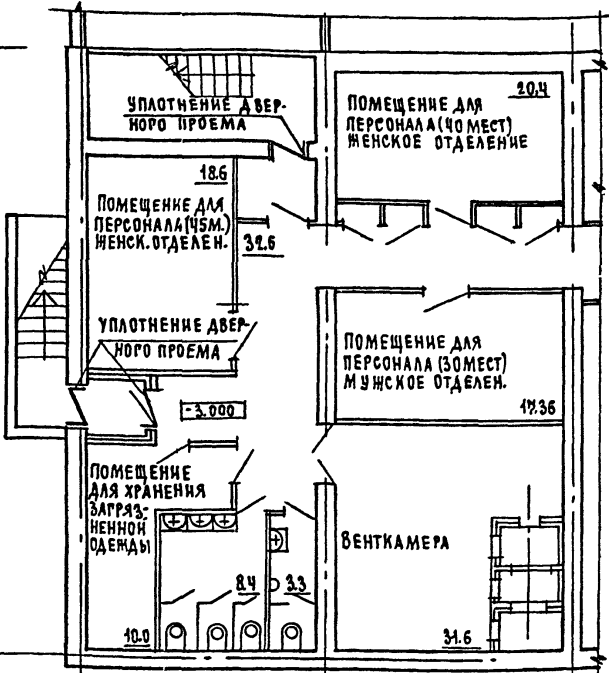 УПЛОТНЕНИЕ ДВЕР-
НОГО ПРОЕМА
20,4
ПОМЕЩЕНИЕ ДЛЯ
ПЕРСОНАЛА (40 МЕСТ)
ЖЕНСКОЕ ОТДЕЛЕНИЕ
18.6
ПОМЕЩЕНИЕ ДЛЯ
ПЕРСОНАЛА (45М.)
ЖЕНСК. ОТДЕЛЕН.
32.6
УПЛОТНЕНИЕ ДВЕР-
НОГО ПРОЕМА
ПОМЕЩЕНИЕ ДЛЯ
ПЕРСОНАЛА (30 МЕСТ)
МУЖСКОЕ ОТДЕЛЕН.
17.36
-3.000
ПОМЕЩЕНИЕ
ДЛЯ ХРАНЕНИЯ
ЗАГРЯЗ-
НЕННОЙ
ОДЕЖДЫ
ВЕНТКАМЕРА
8.4
3.3
10.0
31.6